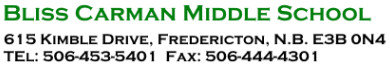 Bliss Carman Middle School
615 Kimble Drive, Fredericton, N.B. E3B 0N4
Tel: 506-453-5401 Fax: 506-444-4301